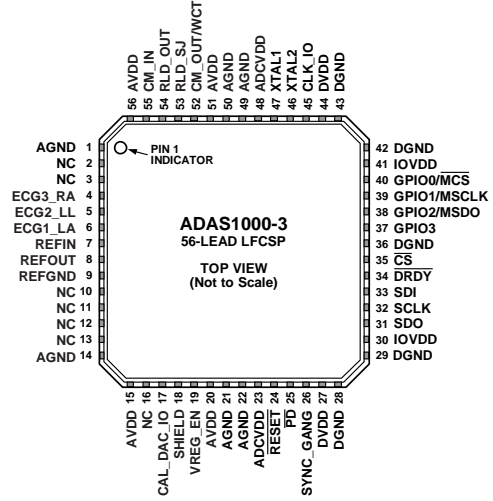 56 AVDD
55 CM_IN
54 RLD_OUT
53 RLD_SJ
52 CM_OUT/WCT
51 AVDD
50 AGND
49 AGND
48 ADCVDD
47 XTAL1
46 XTAL2
45 CLK_IO
44 DVDD
43 DGND
AGND 1
NC 2
NC 3
ECG3_RA 4
ECG2_LL 5
ECG1_LA 6
REFIN 7
REFOUT 8
REFGND 9
NC 10
NC 11
NC 12
NC 13
AGND 14
PIN 1
INDICATOR
ADAS1000-3
56-LEAD LFCSP
TOP VIEW
(Not to Scale)
42 DGND
41 IOVDD
40 GPIO0/MCS
39 GPIO1/MSCLK
38 GPIO2/MSDO
37 GPIO3
36 DGND
35 CS
34 DRDY
33 SDI
32 SCLK
31 SDO
30 IOVDD
29 DGND
AVDD 15
NC 16
CAL_DAC_IO 17
SHIELD 18
VREG_EN 19
AVDD 20
AGND 21
AGND 22
ADCVDD 23
RESET 24
PD 25
SYNC_GANG 26
DVDD 27
DGND 28